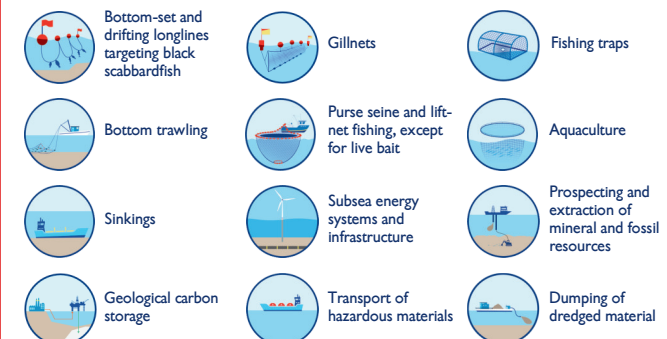 Bottom-set and
drifting longlines
targeting black
scabbardfish
Gillnets
Fishing traps
Bottom trawling
Purse seine and lift-
net fishing, except
for live bait
Aquaculture
Sinkings
Subsea energy
systems and
infrastructure
Prospecting and
extraction of
mineral and fossil
resources
Geological carbon
storage
Transport of
hazardous materials
Dumping of
dredged material